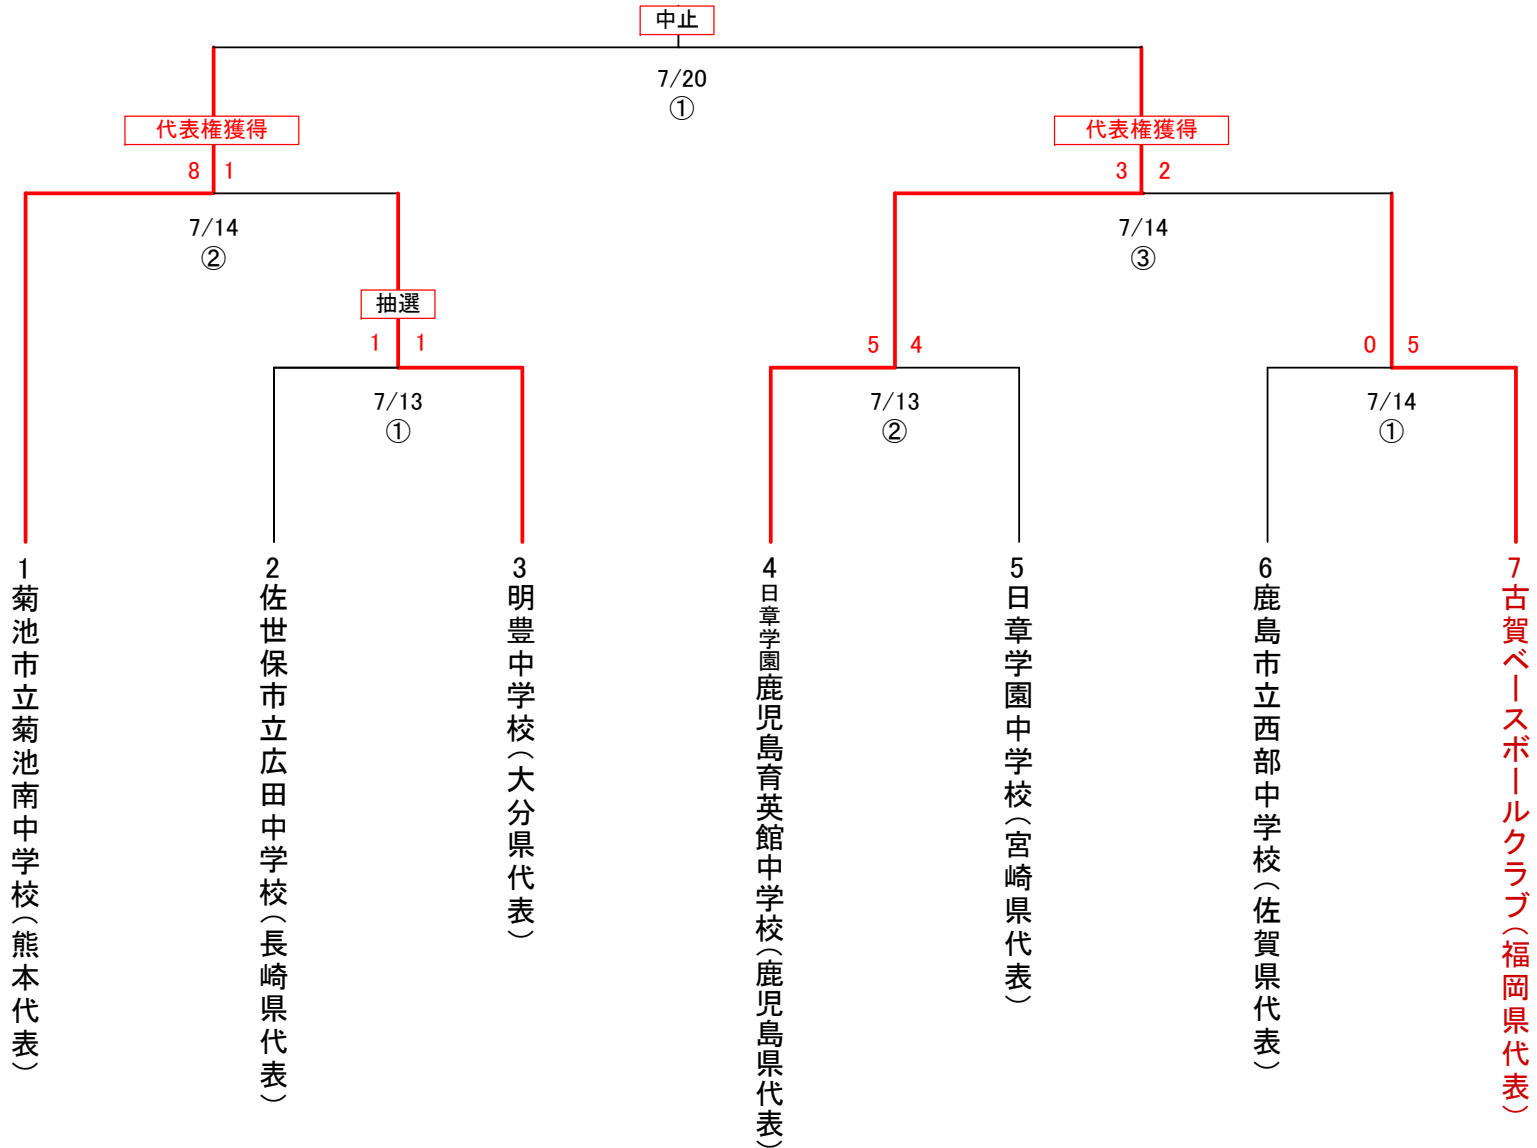 中止
7/20
①
代表権獲得
代表権獲得
8 1
3 2
7/14
②
7/14
③
抽選
1 1
5 4
0 5
7/13
①
7/13
②
7/14
①
1
菊池市立菊池南中学校(熊本代表)
2
佐世保市立広田中学校(長崎県代表)
3
明豊中学校(大分県代表)
4
日章学園鹿児島育英館中学校(鹿児島県代表)
5
日章学園中学校(宮崎県代表)
6
鹿島市立西部中学校(佐賀県代表)
7
古賀ベースボールクラブ(福岡県代表)